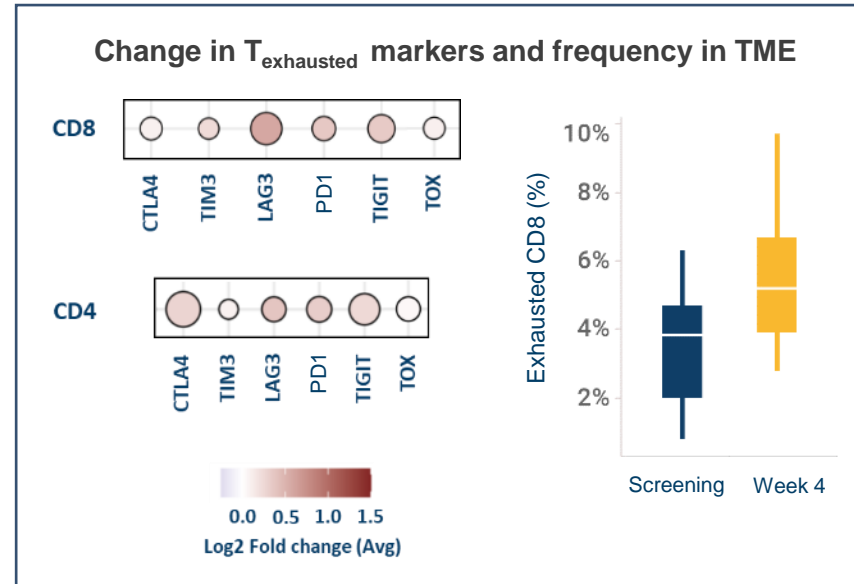 Change in Texhausted markers and frequency in TME
CD8
CTLA4
TIM3
LAG3
PD1
TIGIT
TOX
CD4
CTLA4
TIM3
LAG3
PD1
TIGIT
TOX
0.0 0.5 1.0 1.5
Log2 Fold change (Avg)
Exhausted CD8 (%)
10%
8%
6%
4%
2%
Screening Week 4